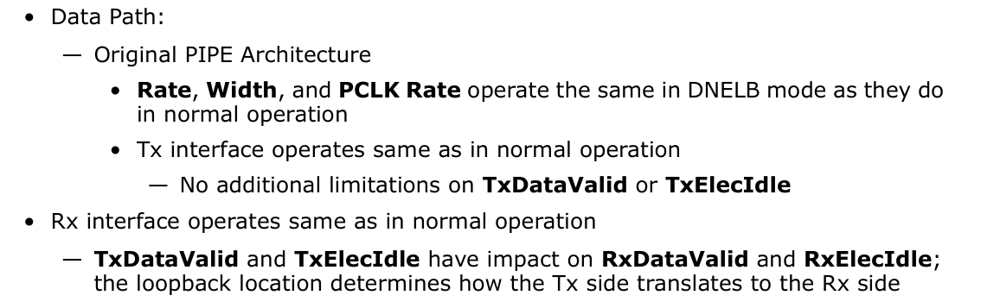 • Data Path:
— Original PIPE Architecture
• Rate, Width, and PCLK Rate operate the same in DNELB mode as they do
in normal operation
• Tx interface operates same as in normal operation
— No additional limitations on TxDataValid or TxElecIdle
• Rx interface operates same as in normal operation
— TxDataValid and TxElecIdle have impact on RxDataValid and RxElecIdle;
the loopback location determines how the Tx side translates to the Rx side